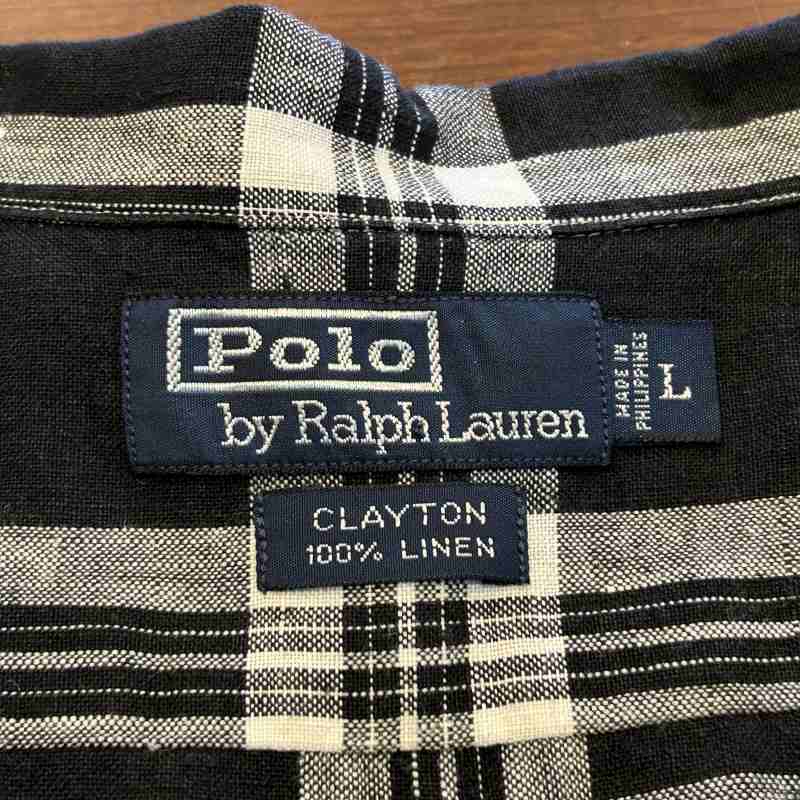 Polo
by Ralph Lauren
MADE IN
PHILIPPINES
L
CLAYTON
100% LINEN